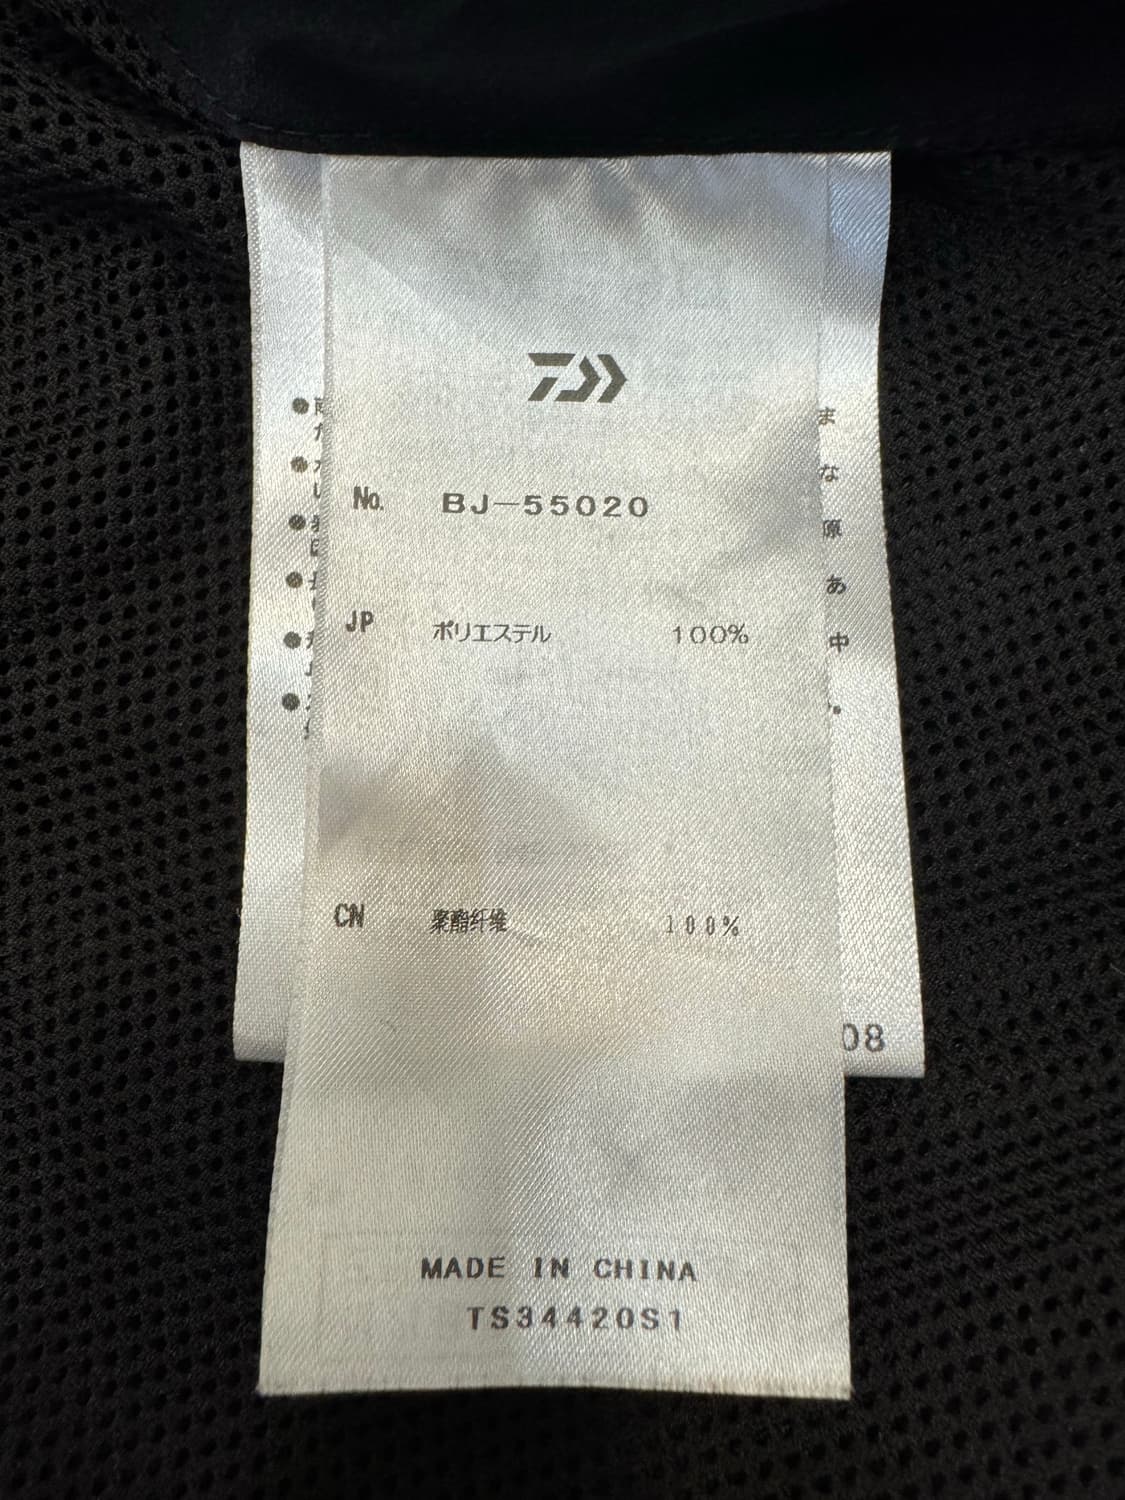 No. BJ-55020
JP ポリエステル 100%
CN 聚酯纤维 100%
08
MADE IN CHINA
TS34420S1